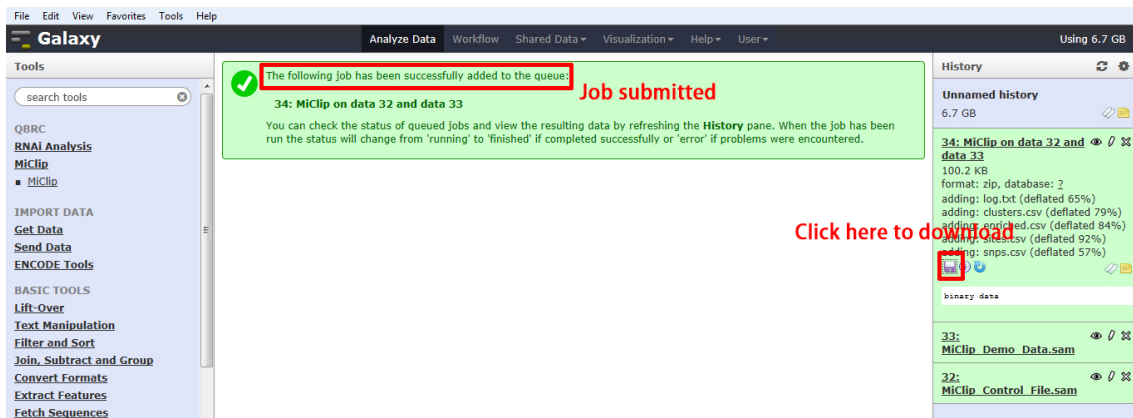 File Edit View Favorites Tools Help
Galaxy
Analyze Data Workflow Shared Data Visualization Help User
Using 6.7 GB
Tools
search tools
QBRC
RNAi Analysis
MiClip
MiClip
IMPORT DATA
Get Data
Send Data
ENCODE Tools
BASIC TOOLS
Lift-Over
Text Manipulation
Filter and Sort
Join, Subtract and Group
Convert Formats
Extract Features
Fetch Sequences
The following job has been successfully added to the queue:
Job submitted
34: MiClip on data 32 and data 33
You can check the status of queued jobs and view the resulting data by refreshing the History pane. When the job has been
run the status will change from 'running' to 'finished' if completed successfully or 'error' if problems were encountered.
Click here to download
History
Unnamed history
6.7 GB
34: MiClip on data 32 and
data 33
100.2 KB
format: zip, database: ?
adding: log.txt (deflated 65%)
adding: clusters.csv (deflated 79%)
adding: enriched.csv (deflated 84%)
adding: sites.csv (deflated 92%)
adding: snps.csv (deflated 57%)
binary data
33:
MiClip_Demo_Data.sam
32:
MiClip_Control_File.sam